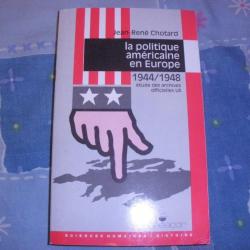 Jean-René Chotard
la politique
américaine
en Europe
1944/1948
étude des archives
officielles US
SCIENCES HUMAINES / HISTOIRE